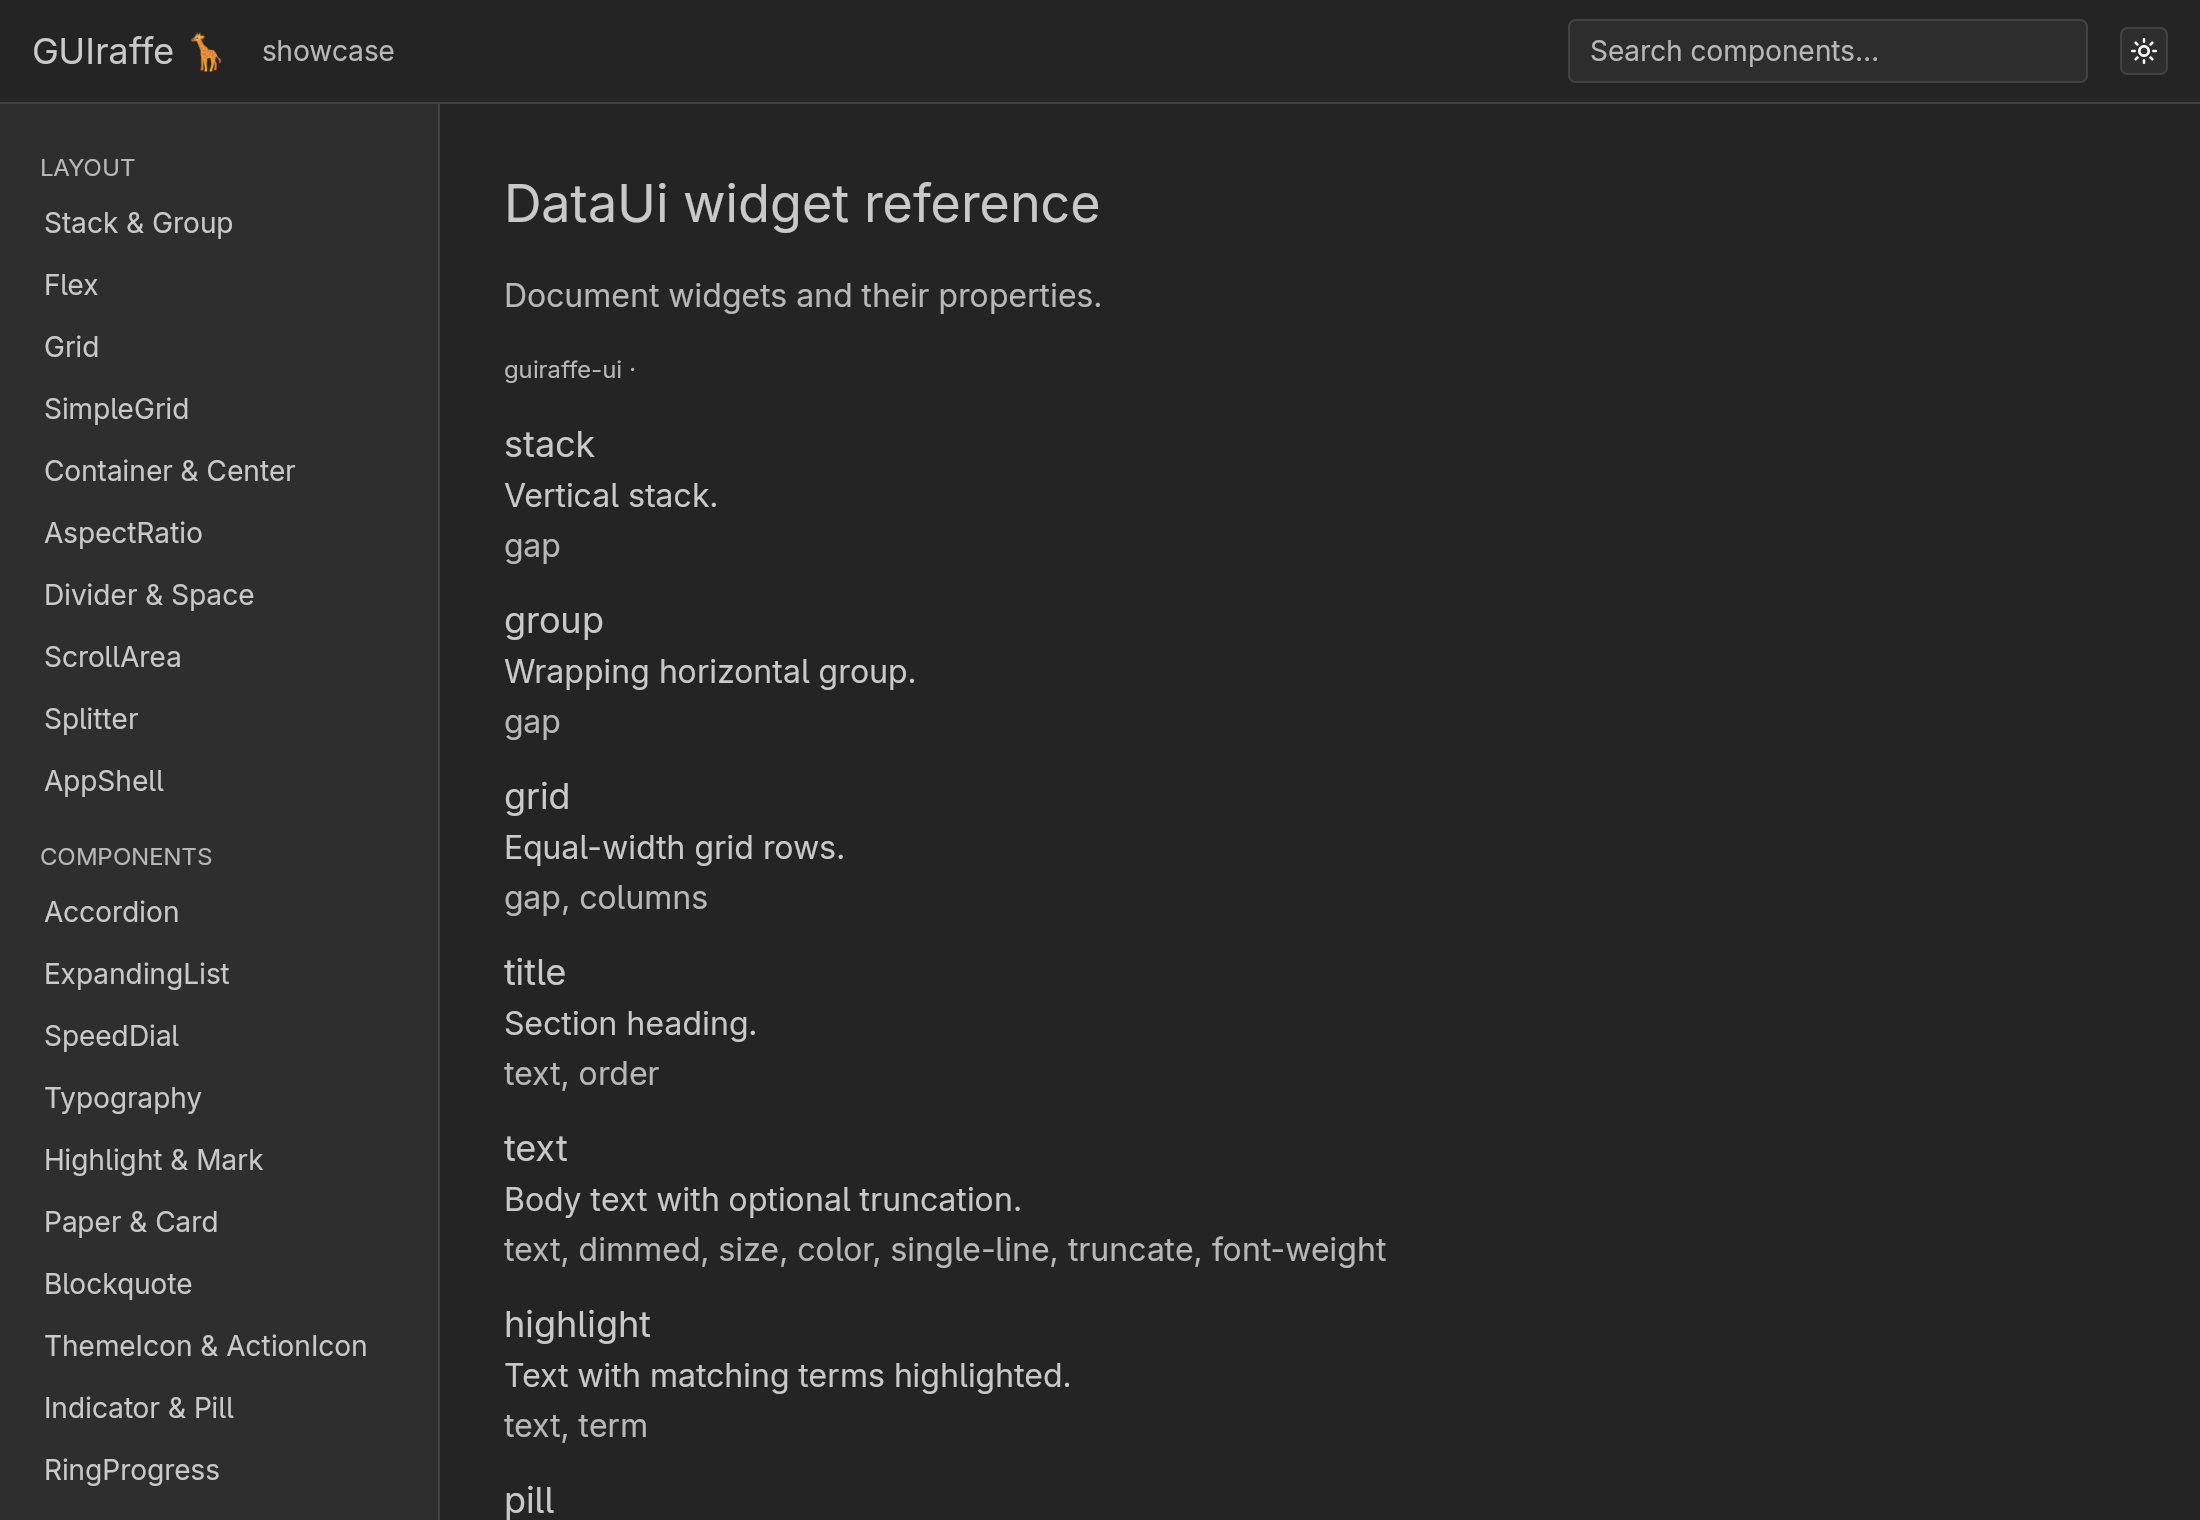 GUIraffe 🦒 showcase
Search components...
LAYOUT
Stack & Group
Flex
Grid
SimpleGrid
Container & Center
AspectRatio
Divider & Space
ScrollArea
Splitter
AppShell
COMPONENTS
Accordion
ExpandingList
SpeedDial
Typography
Highlight & Mark
Paper & Card
Blockquote
ThemeIcon & ActionIcon
Indicator & Pill
RingProgress
DataUi widget reference
Document widgets and their properties.
guiraffe-ui ·
stack
Vertical stack.
gap
group
Wrapping horizontal group.
gap
grid
Equal-width grid rows.
gap, columns
title
Section heading.
text, order
text
Body text with optional truncation.
text, dimmed, size, color, single-line, truncate, font-weight
highlight
Text with matching terms highlighted.
text, term
pill